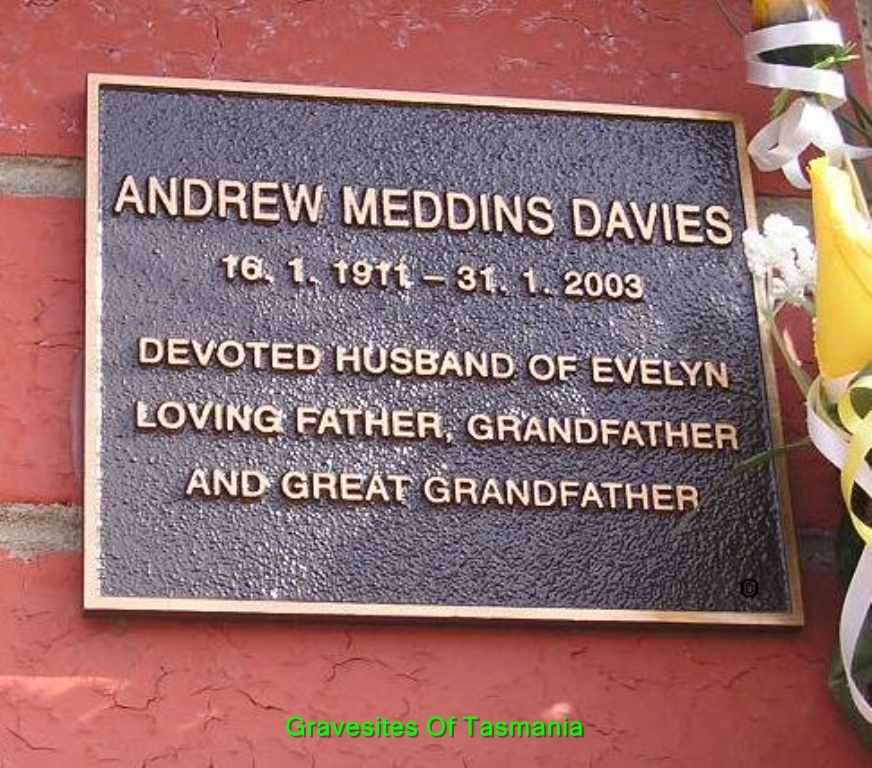 ANDREW MEDDINS DAVIES
16. 1. 1911 – 31. 1. 2003
DEVOTED HUSBAND OF EVELYN
LOVING FATHER, GRANDFATHER
AND GREAT GRANDFATHER
©
Gravesites Of Tasmania